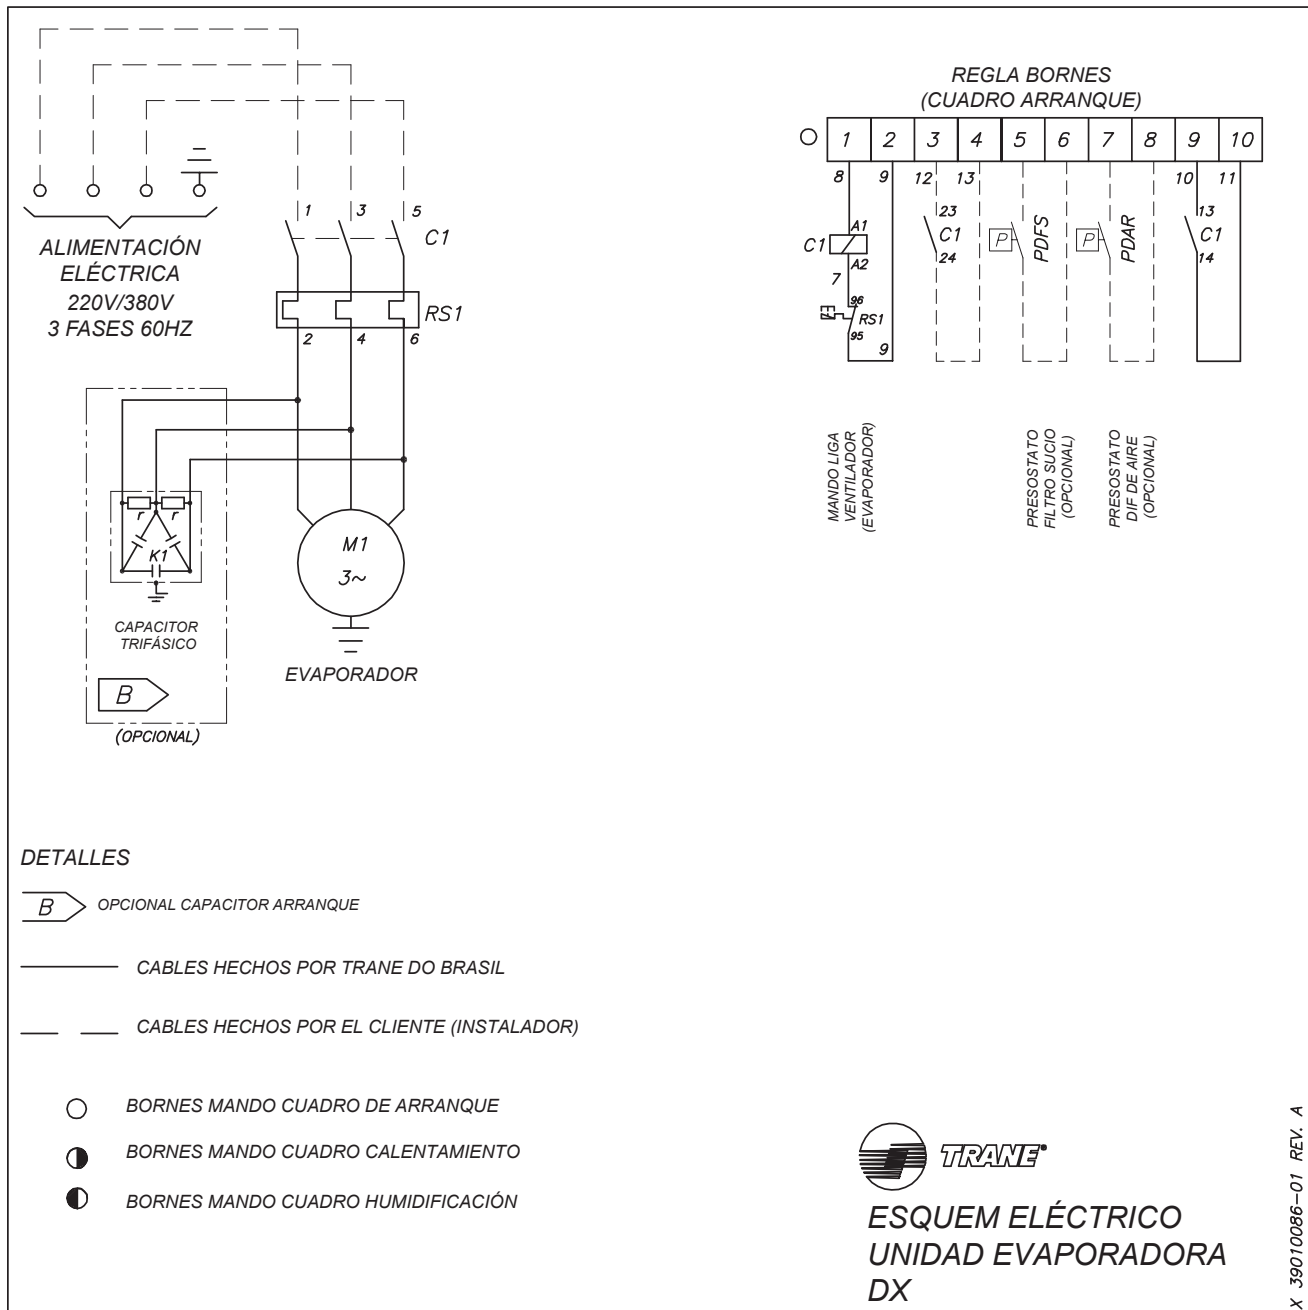 1
3
5
C1
ALIMENTACIÓN
ELÉCTRICA
220V/380V
3 FASES 60HZ
RS1
2
4
6
r
r
K1
CAPACITOR
TRIFÁSICO
B
(OPCIONAL)
M1
3~
EVAPORADOR
REGLA BORNES
(CUADRO ARRANQUE)
1 2 3 4 5 6 7 8 9 10
8 9 12 13 10 11
A1
C1
A2
7
96
RS1
95
9
23
C1
24
P
PDFS
P
PDAR
13
C1
14
MANDO LIGA
VENTILADOR
(EVAPORADOR)
PRESOSTATO
FILTRO SUCIO
(OPCIONAL)
PRESOSTATO
DIF DE AIRE
(OPCIONAL)
DETALLES
B OPCIONAL CAPACITOR ARRANQUE
CABLES HECHOS POR TRANE DO BRASIL
CABLES HECHOS POR EL CLIENTE (INSTALADOR)
BORNES MANDO CUADRO DE ARRANQUE
BORNES MANDO CUADRO CALENTAMIENTO
BORNES MANDO CUADRO HUMIDIFICACIÓN
TRANE®
ESQUEM ELÉCTRICO
UNIDAD EVAPORADORA
DX
X 39010086-01 REV. A